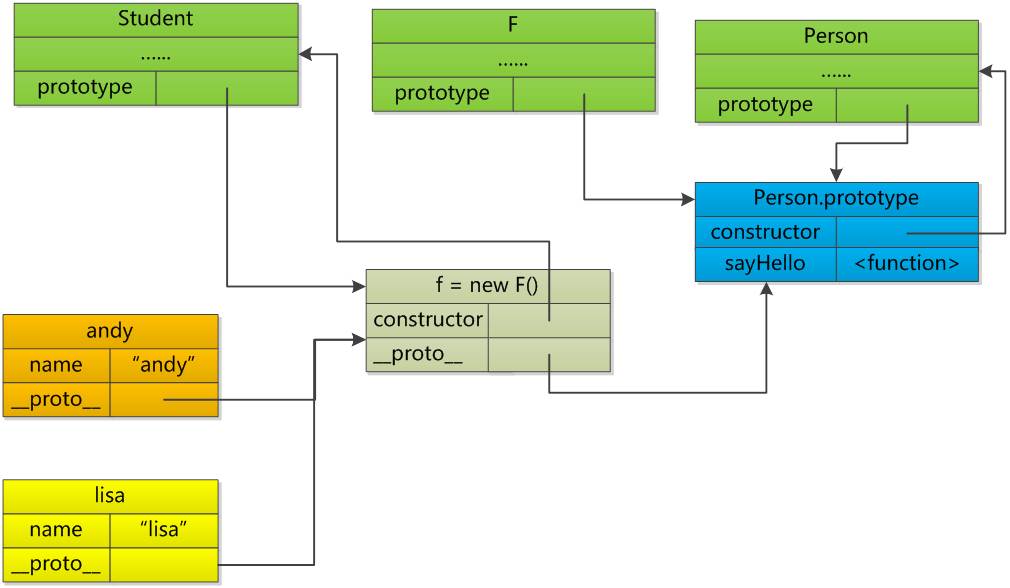 Student
......
prototype
F
......
prototype
Person
......
prototype
Person.prototype
constructor
sayHello <function>
f = new F()
constructor
__proto__
andy
name “andy”
__proto__
lisa
name “lisa”
__proto__